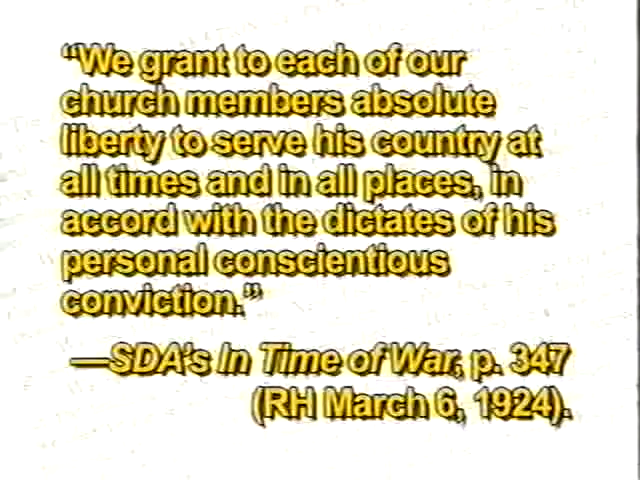 “We grant to each of our
church members absolute
liberty to serve his country at
all times and in all places, in
accord with the dictates of his
personal conscientious
conviction.”
—SDA's In Time of War, p. 347
(RH March 6, 1924).